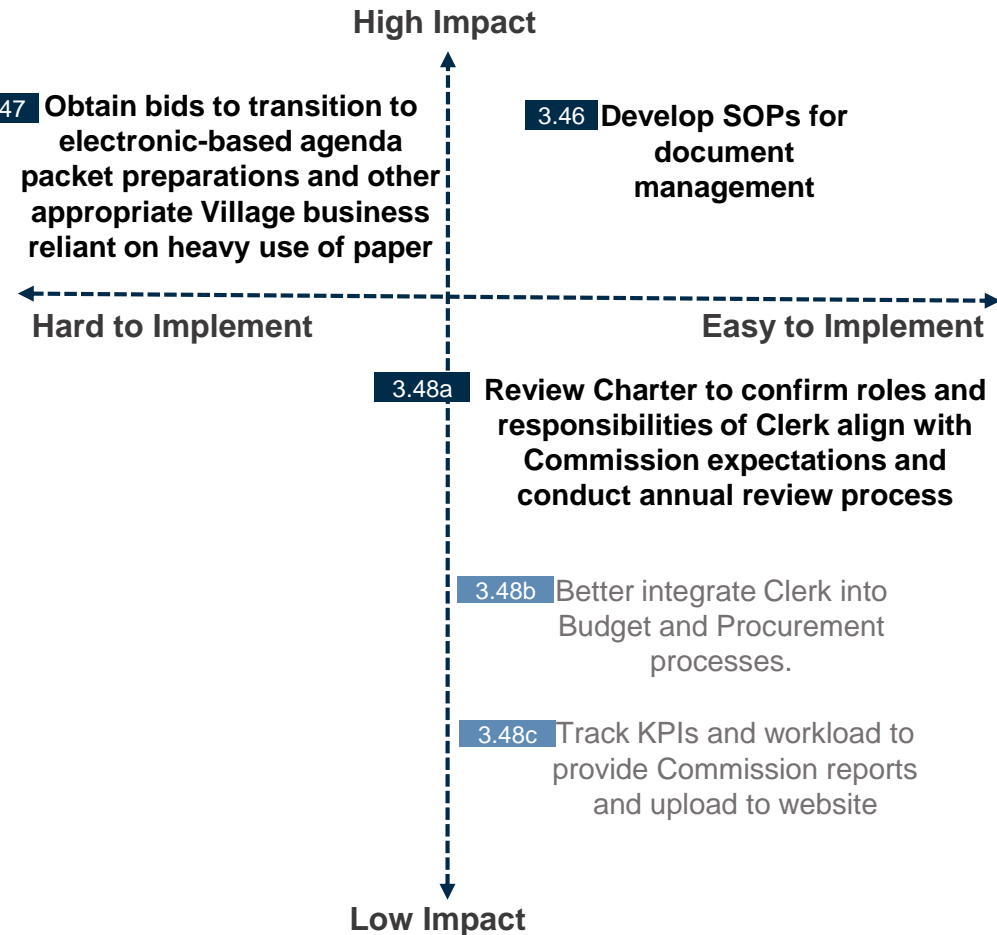 High Impact
47 Obtain bids to transition to
electronic-based agenda
packet preparations and other
appropriate Village business
reliant on heavy use of paper
3.46 Develop SOPs for
document
management
Hard to Implement
Easy to Implement
3.48a Review Charter to confirm roles and
responsibilities of Clerk align with
Commission expectations and
conduct annual review process
3.48b Better integrate Clerk into
Budget and Procurement
processes.
3.48c Track KPIs and workload to
provide Commission reports
and upload to website
Low Impact